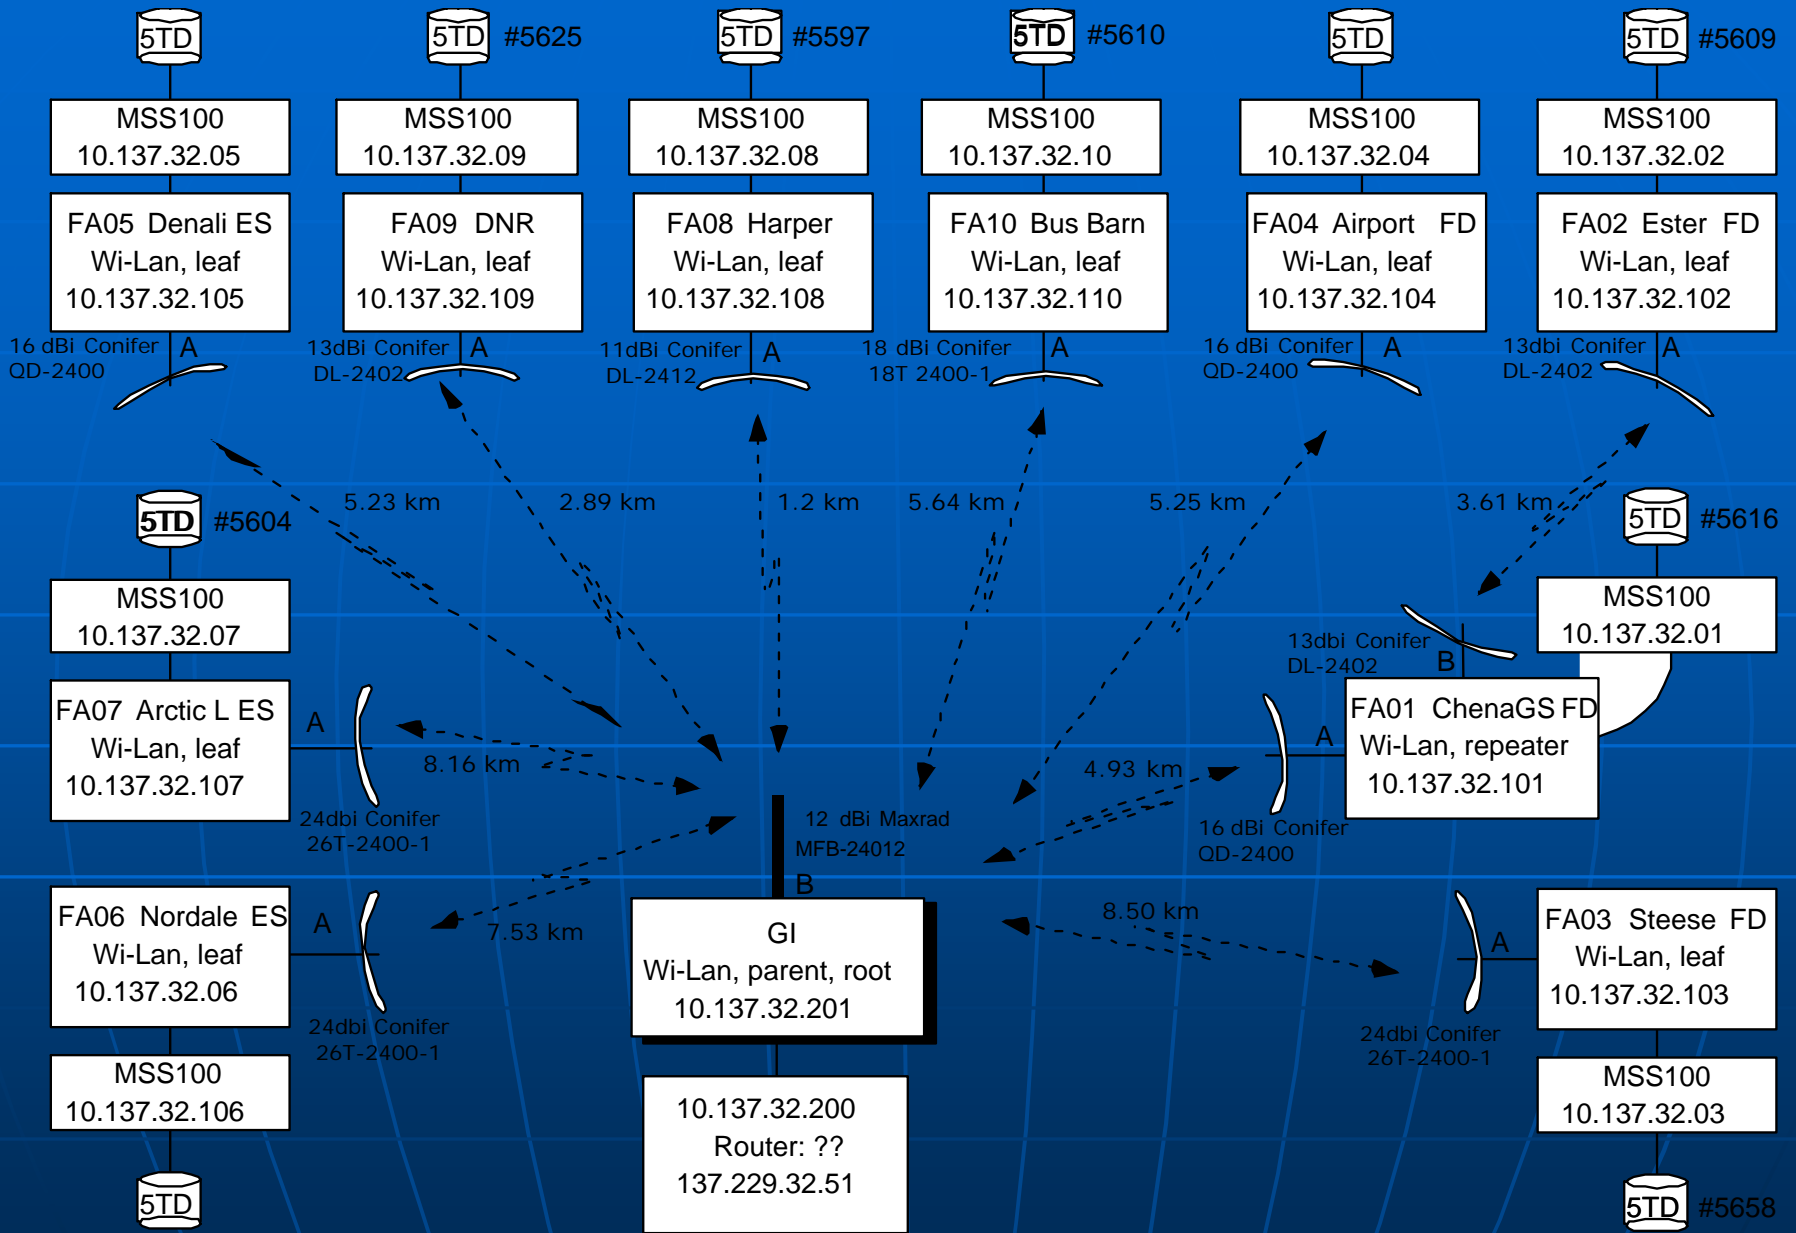 5TD
5TD #5625
5TD #5597
5TD #5610
5TD
5TD #5609
MSS100
10.137.32.05
MSS100
10.137.32.09
MSS100
10.137.32.08
MSS100
10.137.32.10
MSS100
10.137.32.04
MSS100
10.137.32.02
FA05 Denali ES
Wi-Lan, leaf
10.137.32.105
FA09 DNR
Wi-Lan, leaf
10.137.32.109
FA08 Harper
Wi-Lan, leaf
10.137.32.108
FA10 Bus Barn
Wi-Lan, leaf
10.137.32.110
FA04 Airport FD
Wi-Lan, leaf
10.137.32.104
FA02 Ester FD
Wi-Lan, leaf
10.137.32.102
16 dBi Conifer
QD-2400
A
13dBi Conifer
DL-2402
A
11dBi Conifer
DL-2412
A
18 dBi Conifer
18T 2400-1
A
16 dBi Conifer
QD-2400
A
13dbi Conifer
DL-2402
A
5.23 km
2.89 km
1.2 km
5.64 km
5.25 km
3.61 km
5TD #5604
MSS100
10.137.32.07
FA07 Arctic L ES
Wi-Lan, leaf
10.137.32.107
A
8.16 km
24dbi Conifer
26T-2400-1
5TD #5616
MSS100
10.137.32.01
13dbi Conifer
DL-2402
B
FA01 ChenaGS FD
Wi-Lan, repeater
10.137.32.101
A
4.93 km
16 dBi Conifer
QD-2400
12 dBi Maxrad
MFB-24012
B
FA06 Nordale ES
Wi-Lan, leaf
10.137.32.06
A
7.53 km
24dbi Conifer
26T-2400-1
MSS100
10.137.32.106
5TD
GI
Wi-Lan, parent, root
10.137.32.201
10.137.32.200
Router: ??
137.229.32.51
8.50 km
A
FA03 Steese FD
Wi-Lan, leaf
10.137.32.103
24dbi Conifer
26T-2400-1
MSS100
10.137.32.03
5TD #5658